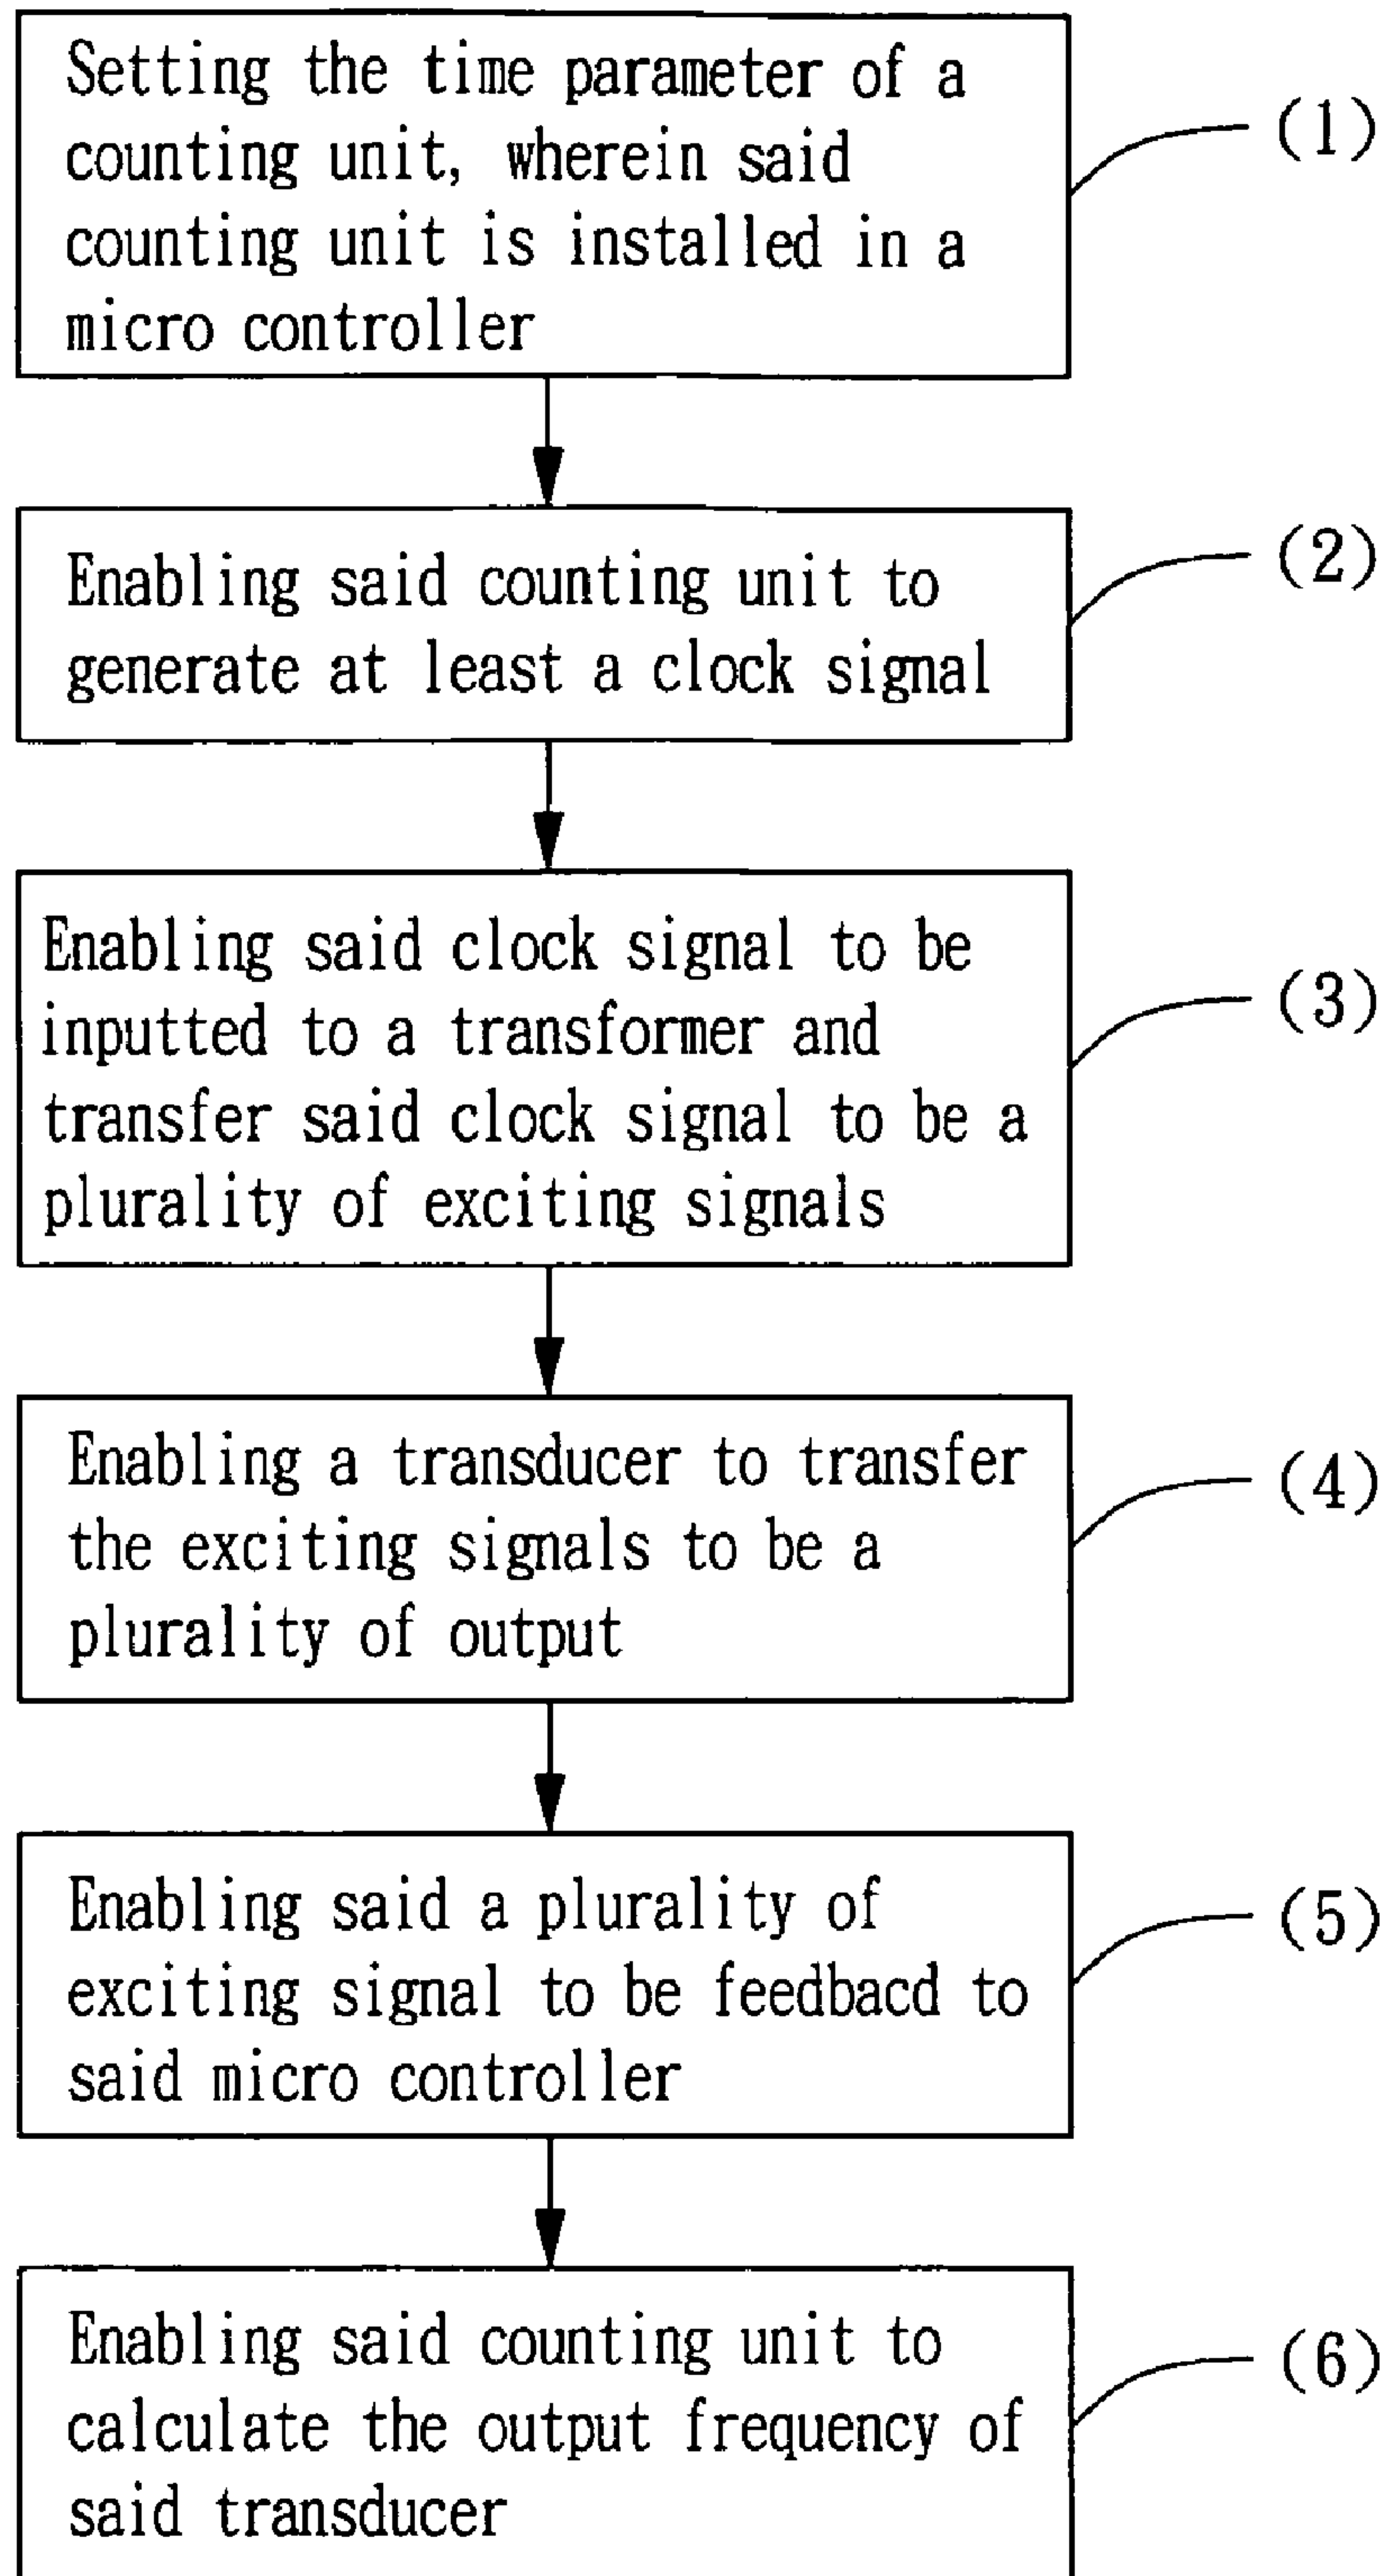 Setting the time parameter of a
counting unit, wherein said
counting unit is installed in a
micro controller
(1)
Enabling said counting unit to
generate at least a clock signal
(2)
Enabling said clock signal to be
inputted to a transformer and
transfer said clock signal to be a
plurality of exciting signals
(3)
Enabling a transducer to transfer
the exciting signals to be a
plurality of output
(4)
Enabling said a plurality of
exciting signal to be feedbacd to
said micro controller
(5)
Enabling said counting unit to
calculate the output frequency of
said transducer
(6)